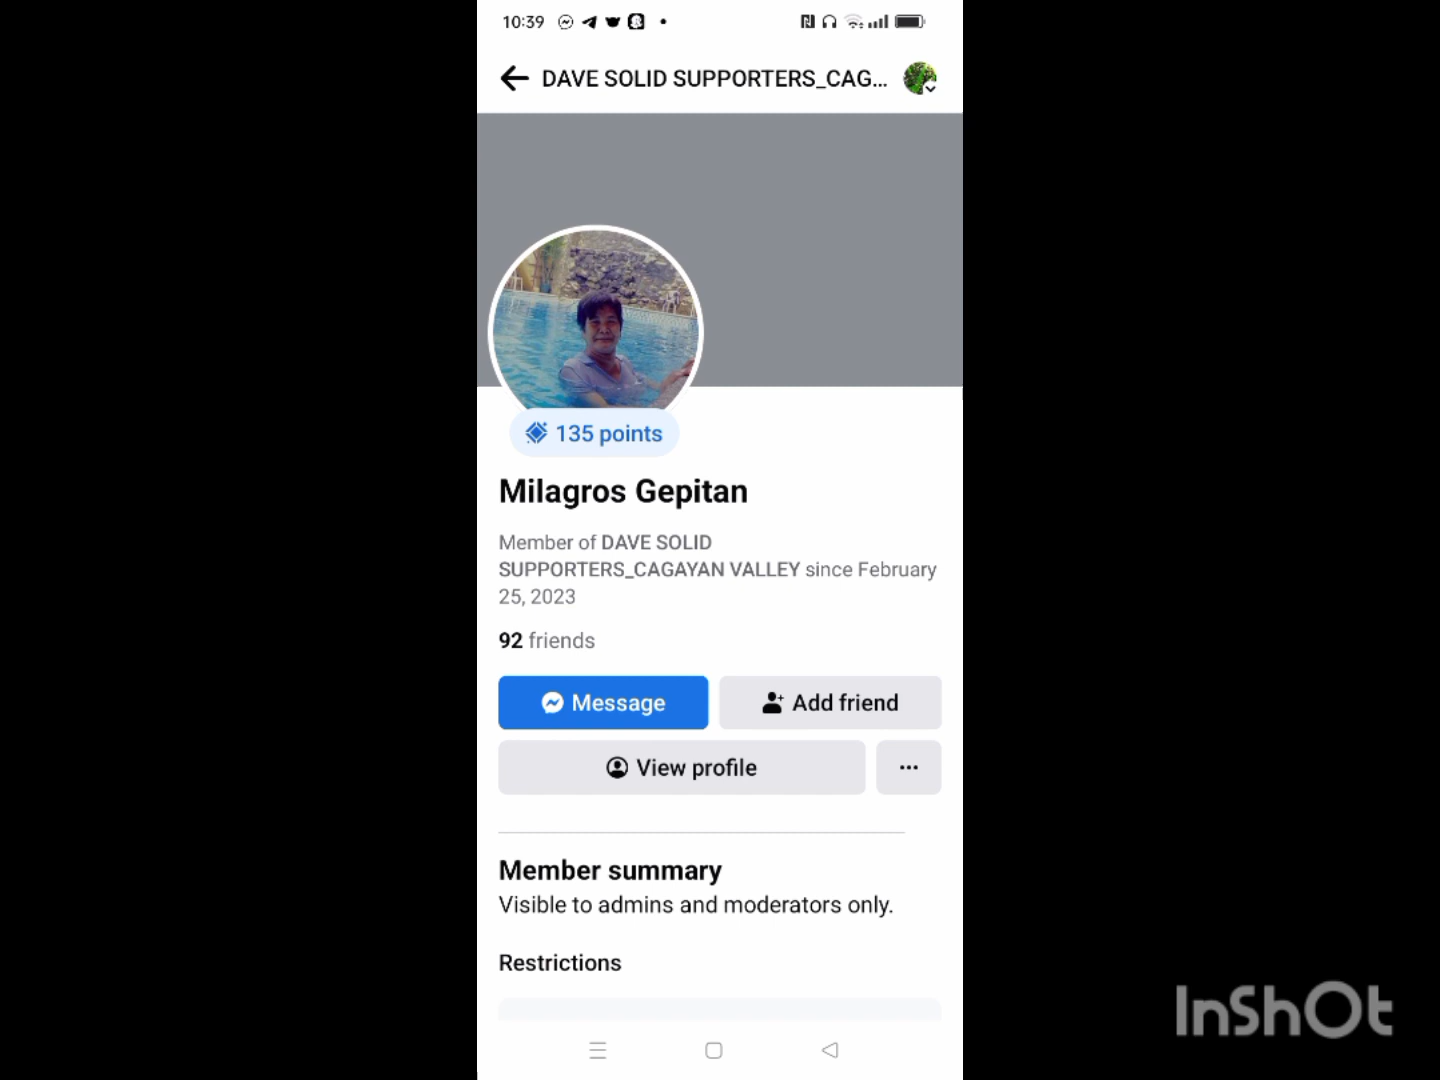 10:39
DAVE SOLID SUPPORTERS_CAG...
135 points
Milagros Gepitan
Member of DAVE SOLID
SUPPORTERS_CAGAYAN VALLEY since February
25, 2023
92 friends
Message
Add friend
View profile
Member summary
Visible to admins and moderators only.
Restrictions
InShOt